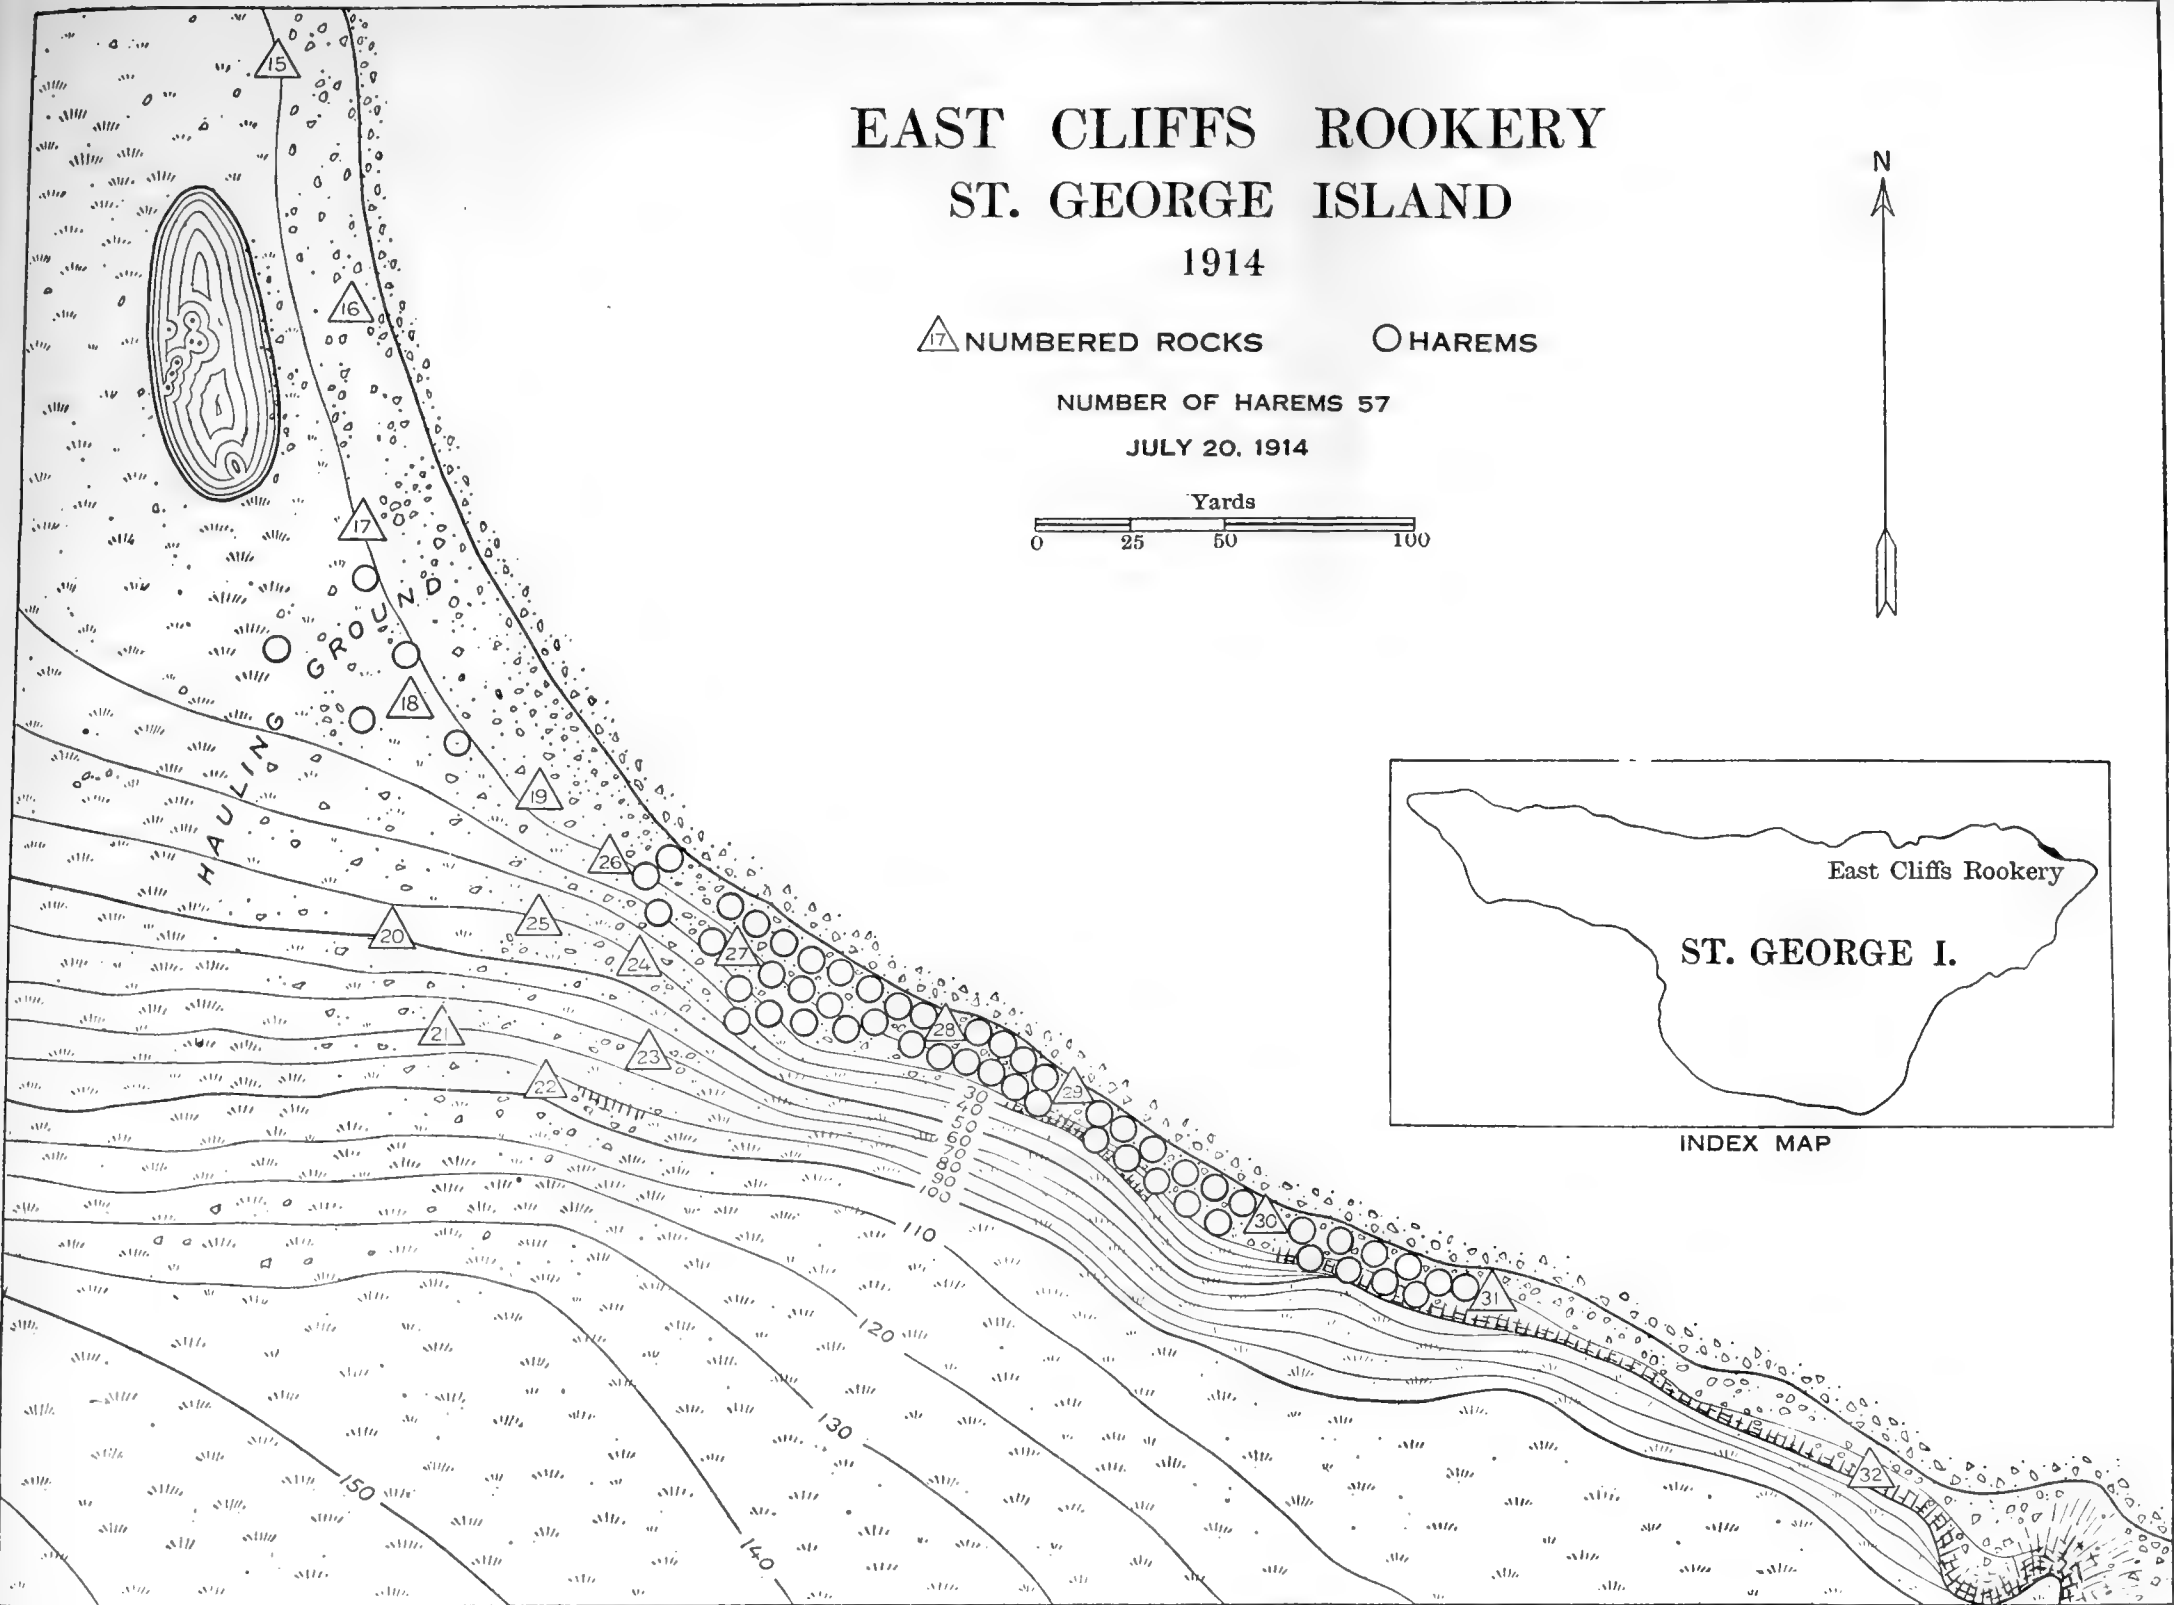 EAST CLIFFS ROOKERY
ST. GEORGE ISLAND
1914
17 NUMBERED ROCKS
HAREMS
NUMBER OF HAREMS 57
JULY 20, 1914
Yards
0 25 50 100
N
15
16
17
18
19
20
21
22
23
24
25
26
27
28
29
30
31
32
HAULING GROUND
30
40
50
60
70
80
90
100
110
120
130
140
150
East Cliffs Rookery
ST. GEORGE I.
INDEX MAP